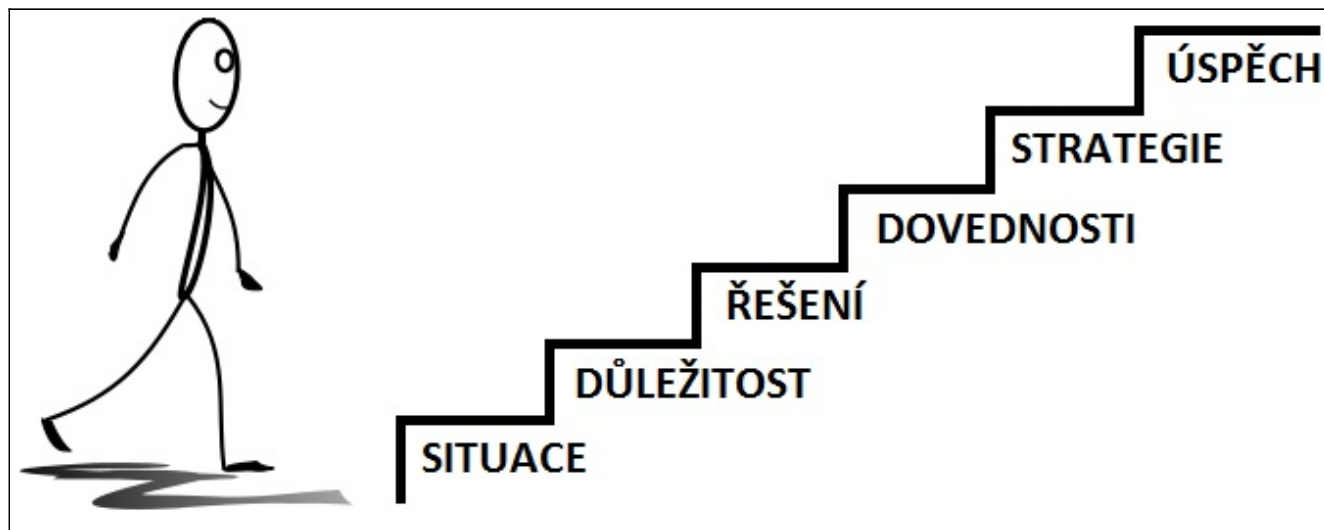 ÚSPĚCH
STRATEGIE
DOVEDNOSTI
ŘEŠENÍ
DŮLEŽITOST
SITUACE